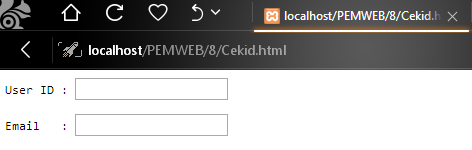 localhost/PEMWEB/8/Cekid.h
localhost/PEMWEB/8/Cekid.html
User ID :
Email :